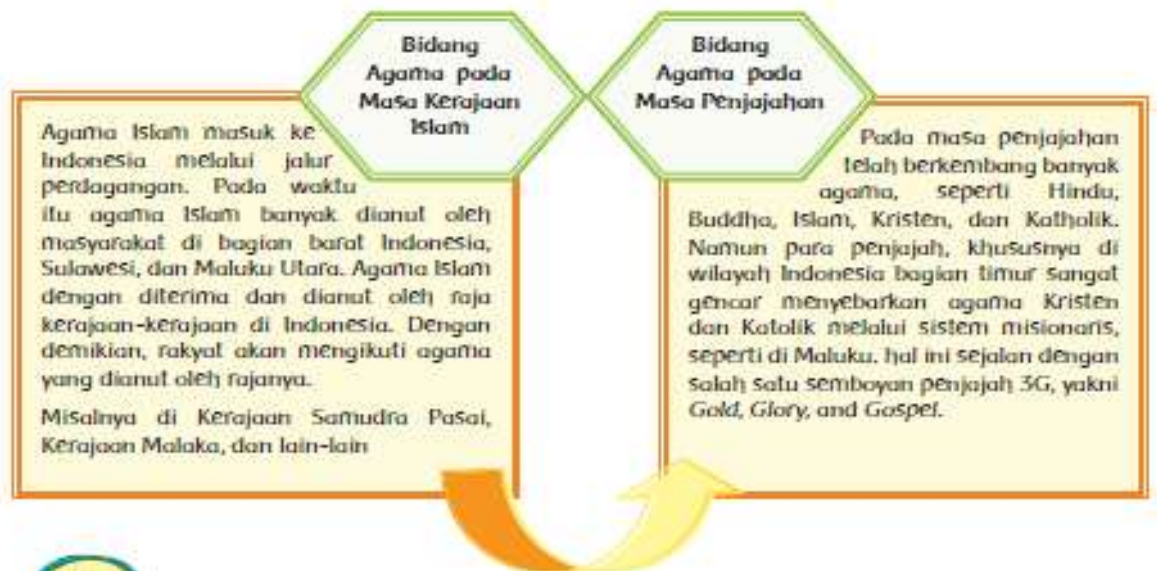 Bidang
Agama pada
Masa Kerajaan
Islam
Agama Islam masuk ke
Indonesia melalui jalur
perdagangan. Pada waktu
itu agama Islam banyak dianut oleh
masyarakat di bagian barat Indonesia,
Sulawesi, dan Maluku Utara. Agama Islam
dengan diterima dan dianut oleh raja
kerajaan-kerajaan di Indonesia. Dengan
demikian, rakyat akan mengikuti agama
yang dianut oleh rajanya.
Misalnya di Kerajaan Samudra Pasai,
Kerajaan Malaka, dan lain-lain
Bidang
Agama pada
Masa Penjajahan
Pada masa penjajahan
telah berkembang banyak
agama, seperti Hindu,
Buddha, Islam, Kristen, dan Katholik.
Namun para penjajah, khususnya di
wilayah Indonesia bagian timur sangat
gencar menyebarkan agama Kristen
dan Katolik melalui sistem misionaris,
seperti di Maluku. hal ini sejalan dengan
salah satu semboyan penjajah 3G, yakni
Gold, Glory, and Gospel.